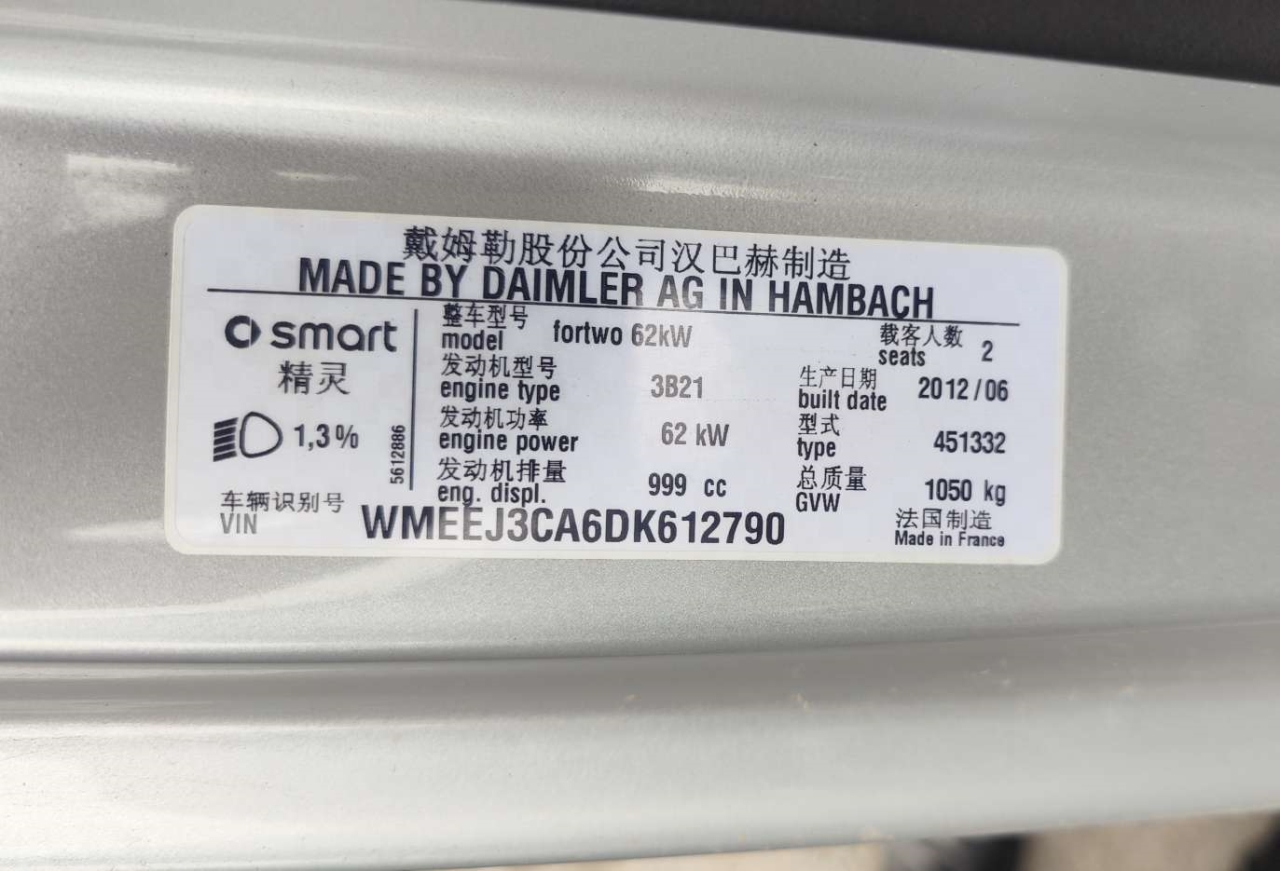 戴姆勒股份公司汉巴赫制造
MADE BY DAIMLER AG IN HAMBACH
smart
精灵
1,3%
5612886
整车型号 fortwo 62kW
model
载客人数 2
seats
发动机型号 3B21
engine type
生产日期 2012/06
built date
发动机功率 62 kW
engine power
型式 451332
type
发动机排量 999 cc
eng. displ.
总质量 1050 kg
GVW
车辆识别号
VIN WMEEJ3CA6DK612790
法国制造
Made in France